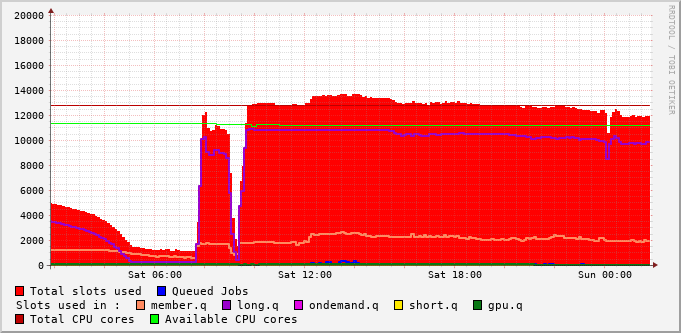 20000
18000
16000
14000
12000
10000
8000
6000
4000
2000
0
Sat 06:00 Sat 12:00 Sat 18:00 Sun 00:00
RRDTOOL / TOBI OETIKER
Total slots used Queued Jobs
Slots used in : member.q long.q ondemand.q short.q gpu.q
Total CPU cores Available CPU cores